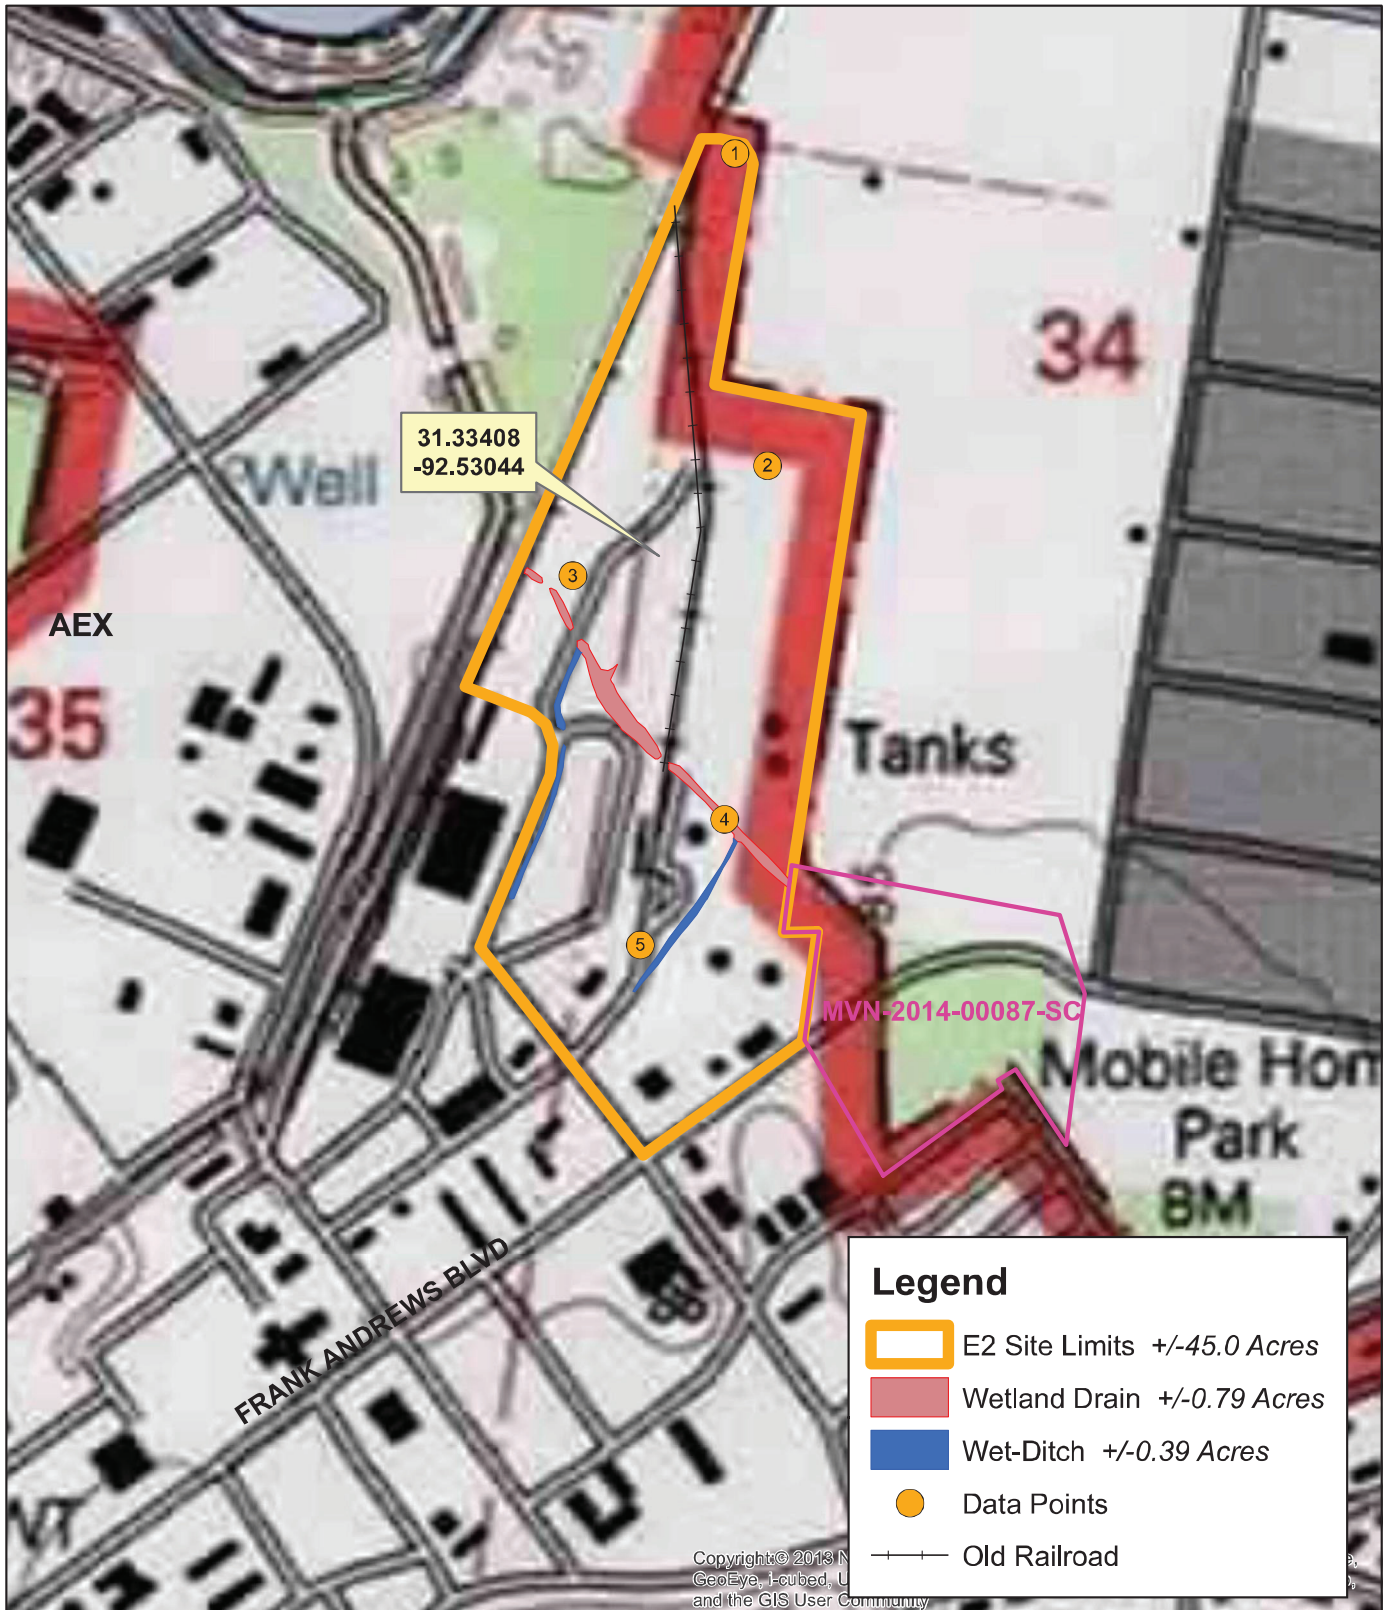 1
34
2
31.33408
-92.53044
Well
3
AEX
35
Tanks
4
5
MVN-2014-00087-SC
Mobile Hom
Park
BM
FRANK ANDREWS BLVD
Legend
E2 Site Limits +/-45.0 Acres
Wetland Drain +/-0.79 Acres
Wet-Ditch +/-0.39 Acres
Data Points
Old Railroad
Copyright:© 2013 N
GeoEye, i-cubed, U
and the GIS User Community